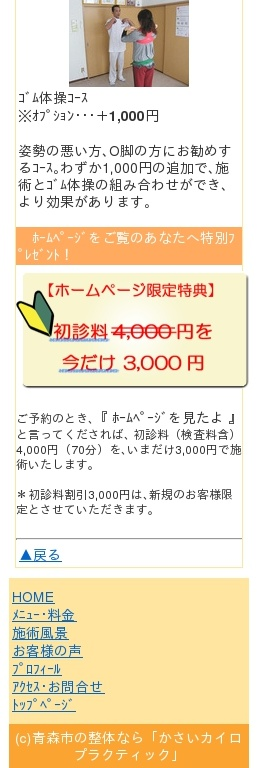 ｺﾞﾑ体操ｺｰｽ
※ｵﾌﾟｼｮﾝ･･･＋1,000円
姿勢の悪い方､O脚の方にお勧めす
るｺｰｽ｡わずか1,000円の追加で､施
術とｺﾞﾑ体操の組み合わせができ､
より効果があります｡
ﾎｰﾑﾍﾟｰｼﾞをご覧のあなたへ特別ﾌ
ﾟﾚｾﾞﾝﾄ！
【ホームページ限定特典】
初診料 4,000 円を
今だけ 3,000 円
ご予約のとき、『 ﾎｰﾑﾍﾟｰｼﾞを見たよ 』
と言ってくだされば、初診料（検査料含）
4,000円（70分）を､いまだけ3,000円で施
術いたします。
＊初診料割引3,000円は､新規のお客様限
定とさせていただきます。
▲戻る
HOME
ﾒﾆｭｰ･料金
施術風景
お客様の声
ﾌﾟﾛﾌｨｰﾙ
ｱｸｾｽ･お問合せ
ﾄｯﾌﾟﾍﾟｰｼﾞ
(c)青森市の整体なら「かさいカイロ
プラクティック」